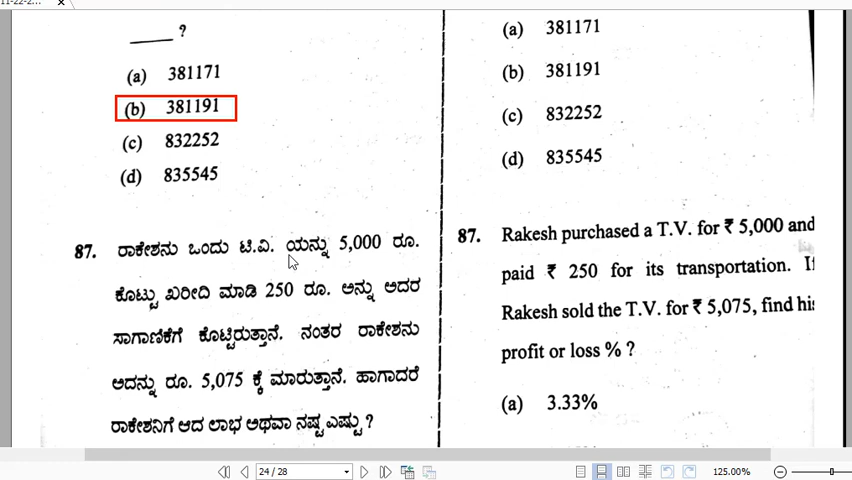 11-22-2...
_____ ?
(a) 381171
(b) 381191
(c) 832252
(d) 835545
87. ರಾಕೇಶನು ಒಂದು ಟಿ.ವಿ. ಯನ್ನು 5,000 ರೂ.
ಕೊಟ್ಟು ಖರೀದಿ ಮಾಡಿ 250 ರೂ. ಅನ್ನು ಅದರ
ಸಾಗಾಣಿಕೆಗೆ ಕೊಟ್ಟಿರುತ್ತಾನೆ. ನಂತರ ರಾಕೇಶನು
ಅದನ್ನು ರೂ. 5,075 ಕ್ಕೆ ಮಾರುತ್ತಾನೆ. ಹಾಗಾದರೆ
ರಾಕೇಶನಿಗೆ ಆದ ಲಾಭ ಅಥವಾ ನಷ್ಟ ಎಷ್ಟು ?
(a) 381171
(b) 381191
(c) 832252
(d) 835545
87. Rakesh purchased a T.V. for ₹ 5,000 and
paid ₹ 250 for its transportation. If
Rakesh sold the T.V. for ₹ 5,075, find his
profit or loss % ?
(a) 3.33%
24 / 28
125.00%